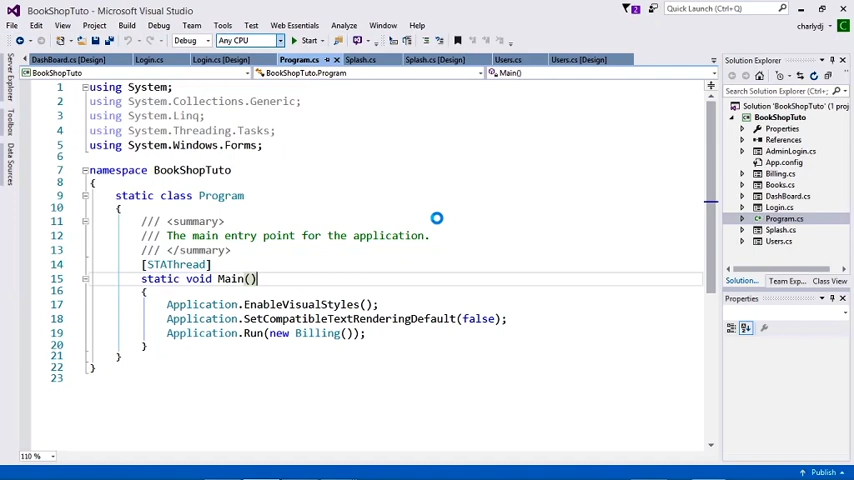 BookShopTuto - Microsoft Visual Studio
2
Quick Launch (Ctrl+Q)
File Edit View Project Build Debug Team Tools Test Web Essentials Analyze Window Help
charlydj
Debug Any CPU Start
DashBoard.cs [Design] Login.cs Login.cs [Design] Program.cs Splash.cs Splash.cs [Design] Users.cs Users.cs [Design]
BookShopTuto BookShopTuto.Program Main()
Server Explorer
Toolbox
Data Sources
1 using System;
2 using System.Collections.Generic;
3 using System.Linq;
4 using System.Threading.Tasks;
5 using System.Windows.Forms;
6
7 namespace BookShopTuto
8 {
9 static class Program
10 {
11 /// <summary>
12 /// The main entry point for the application.
13 /// </summary>
14 [STAThread]
15 static void Main()
16 {
17 Application.EnableVisualStyles();
18 Application.SetCompatibleTextRenderingDefault(false);
19 Application.Run(new Billing());
20 }
21 }
22 }
23
110 %
Solution Explorer
Search Solution Explorer
Solution 'BookShopTuto' (1 proj
BookShopTuto
Properties
References
AdminLogin.cs
App.config
Billing.cs
Books.cs
DashBoard.cs
Login.cs
Program.cs
Splash.cs
Users.cs
Solution... Team Exp... Class View
Properties
Publish